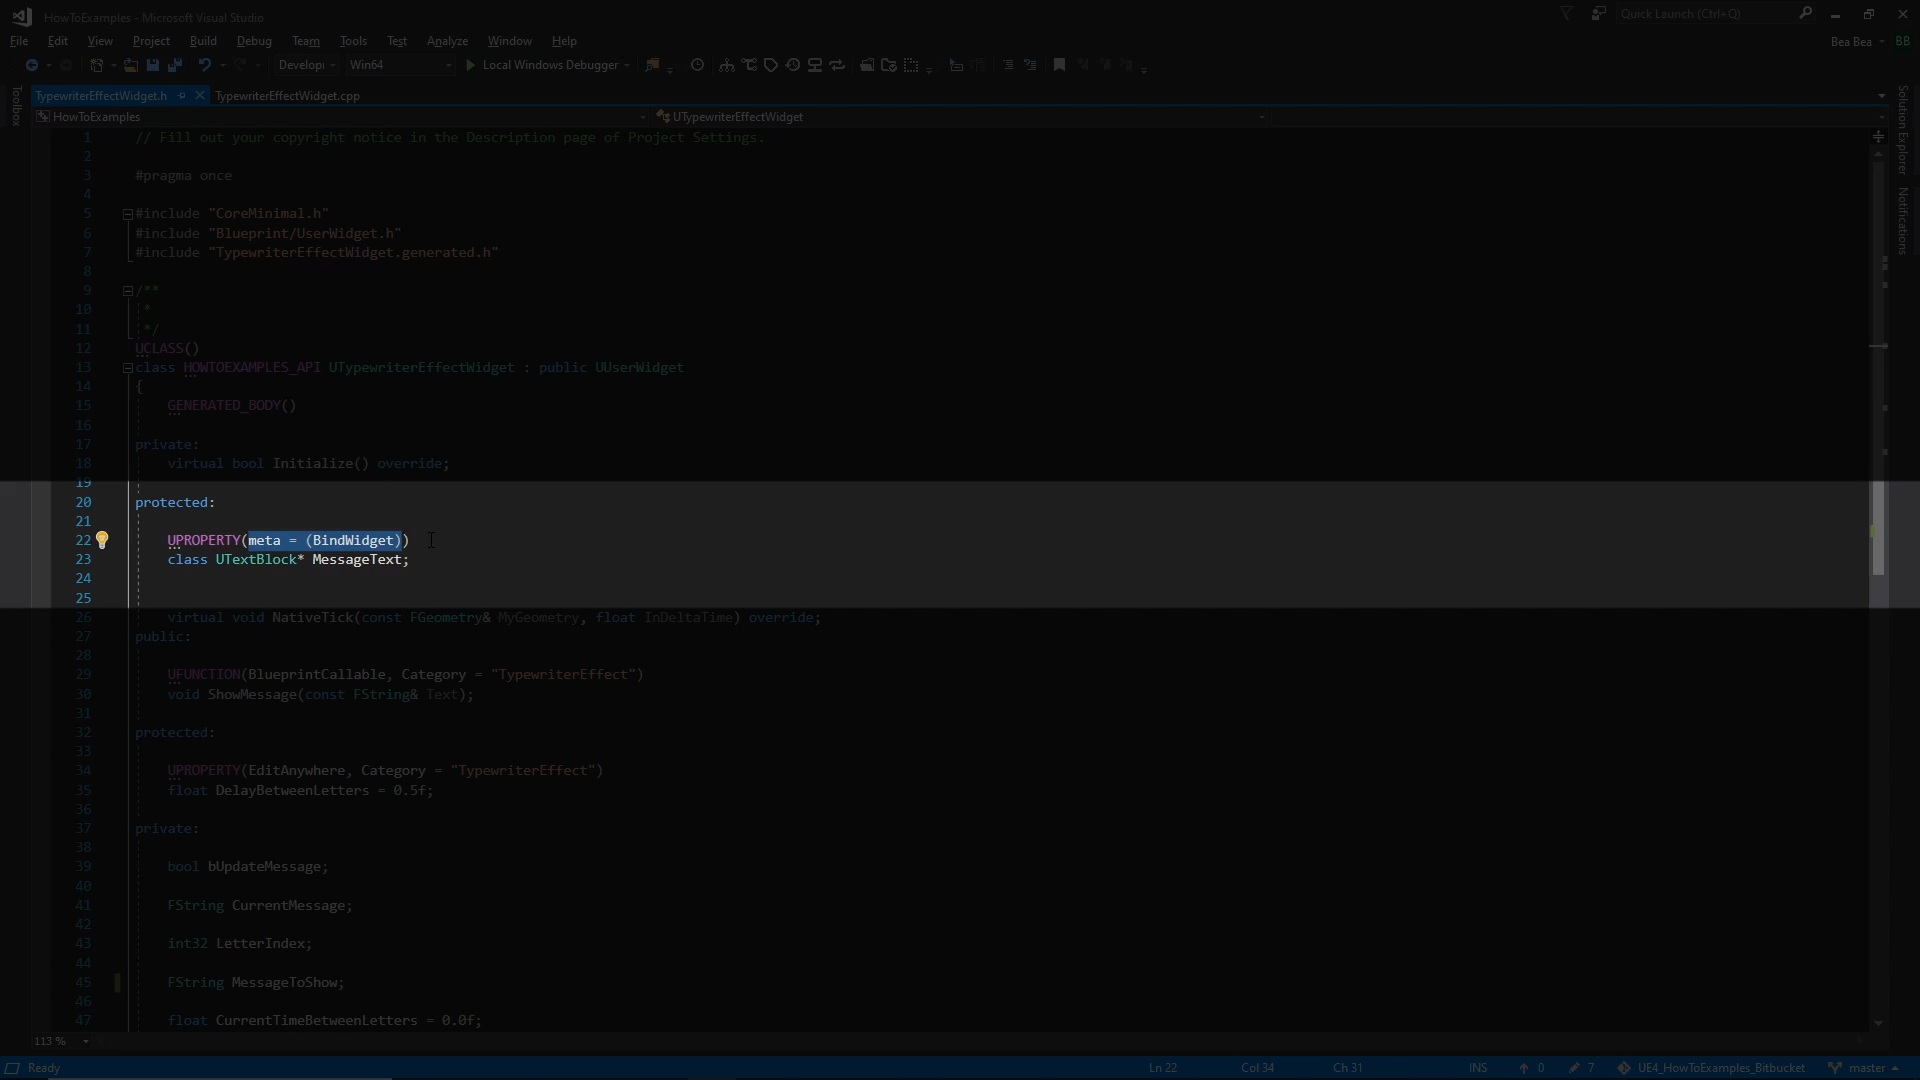 HowToExamples - Microsoft Visual Studio
Quick Launch (Ctrl+Q)
File Edit View Project Build Debug Team Tools Test Analyze Window Help
Bea Bea BB
Develop Win64 Local Windows Debugger
Toolbox
TypewriterEffectWidget.h TypewriterEffectWidget.cpp
HowToExamples UTypewriterEffectWidget
Solution Explorer
Notifications
1 // Fill out your copyright notice in the Description page of Project Settings.
2
3 #pragma once
4
5 #include "CoreMinimal.h"
6 #include "Blueprint/UserWidget.h"
7 #include "TypewriterEffectWidget.generated.h"
8
9 /**
10 *
11 */
12 UCLASS()
13 class HOWTOEXAMPLES_API UTypewriterEffectWidget : public UUserWidget
14 {
15 GENERATED_BODY()
16
17 private:
18 virtual bool Initialize() override;
19
20 protected:
21
22 UPROPERTY(meta = (BindWidget))
23 class UTextBlock* MessageText;
24
25
26 virtual void NativeTick(const FGeometry& MyGeometry, float InDeltaTime) override;
27 public:
28
29 UFUNCTION(BlueprintCallable, Category = "TypewriterEffect")
30 void ShowMessage(const FString& Text);
31
32 protected:
33
34 UPROPERTY(EditAnywhere, Category = "TypewriterEffect")
35 float DelayBetweenLetters = 0.5f;
36
37 private:
38
39 bool bUpdateMessage;
40
41 FString CurrentMessage;
42
43 int32 LetterIndex;
44
45 FString MessageToShow;
46
47 float CurrentTimeBetweenLetters = 0.0f;
113 %
Ready Ln 22 Col 34 Ch 31 INS 0 7 UE4_HowToExamples_Bitbucket master